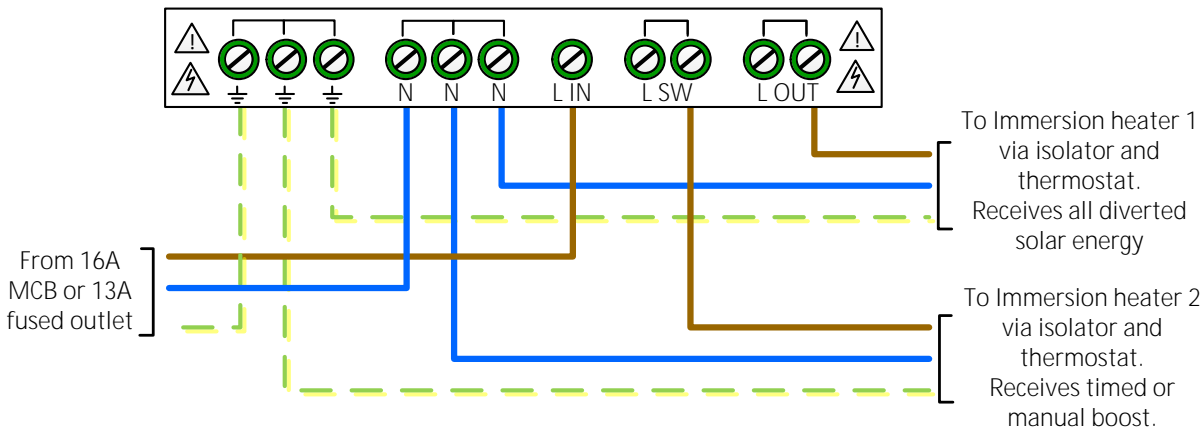 N N N L IN L SW L OUT
To Immersion heater 1
via isolator and
thermostat.
Receives all diverted
solar energy
From 16A
MCB or 13A
fused outlet
To Immersion heater 2
via isolator and
thermostat.
Receives timed or
manual boost.